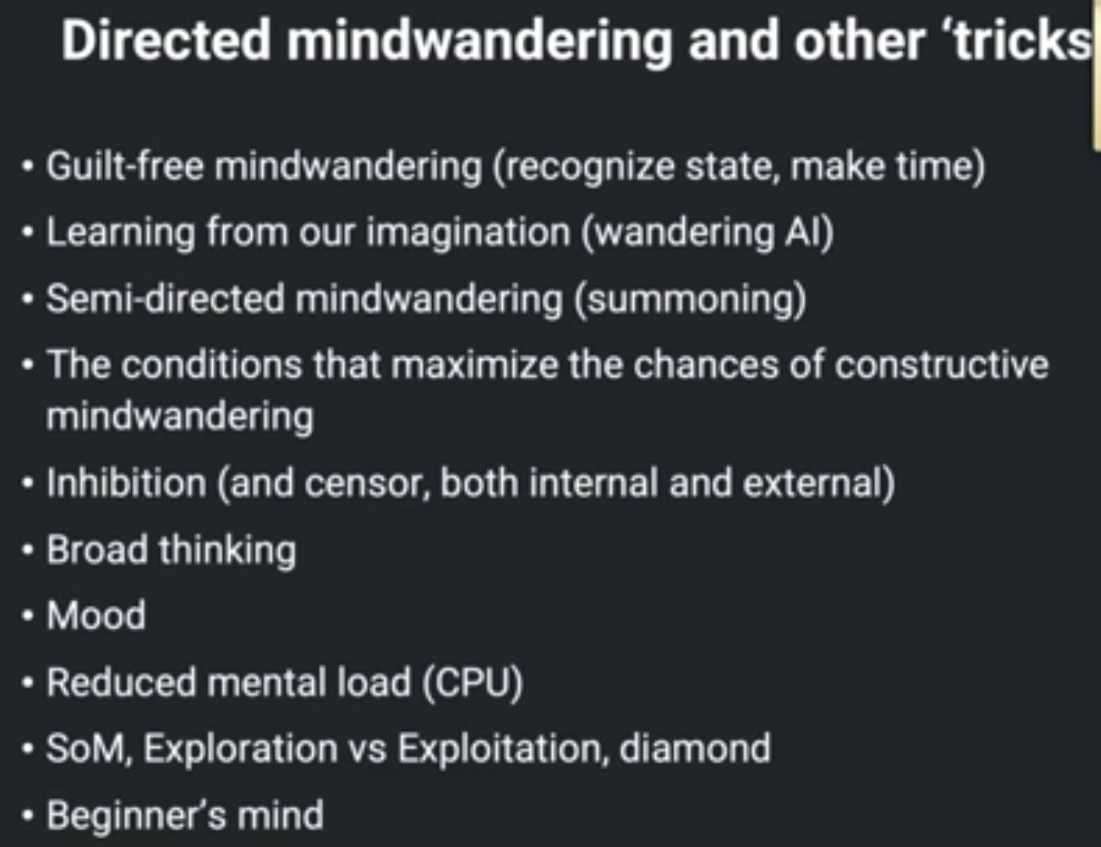 Directed mindwandering and other ‘tricks
• Guilt-free mindwandering (recognize state, make time)
• Learning from our imagination (wandering AI)
• Semi-directed mindwandering (summoning)
• The conditions that maximize the chances of constructive
mindwandering
• Inhibition (and censor, both internal and external)
• Broad thinking
• Mood
• Reduced mental load (CPU)
• SoM, Exploration vs Exploitation, diamond
• Beginner’s mind